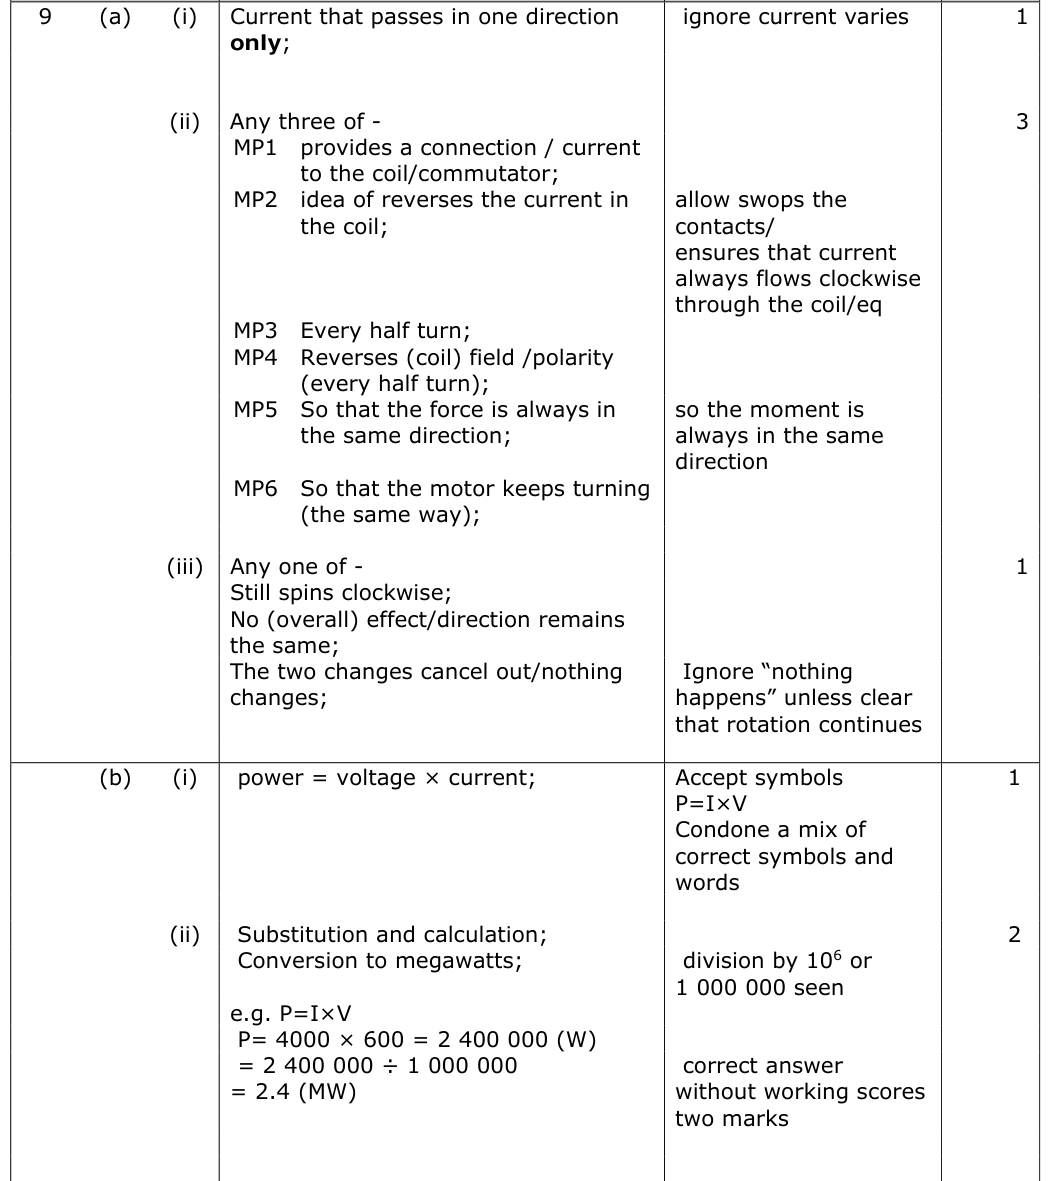 9 (a) (i) Current that passes in one direction ignore current varies 1
only;
(ii) Any three of - 3
MP1 provides a connection / current
to the coil/commutator;
MP2 idea of reverses the current in allow swops the
the coil; contacts/
ensures that current
always flows clockwise
through the coil/eq
MP3 Every half turn;
MP4 Reverses (coil) field /polarity
(every half turn);
MP5 So that the force is always in so the moment is
the same direction; always in the same
direction
MP6 So that the motor keeps turning
(the same way);
(iii) Any one of - 1
Still spins clockwise;
No (overall) effect/direction remains
the same;
The two changes cancel out/nothing Ignore “nothing
changes; happens” unless clear
that rotation continues
(b) (i) power = voltage × current; Accept symbols 1
P=I×V
Condone a mix of
correct symbols and
words
(ii) Substitution and calculation; 2
Conversion to megawatts; division by 10⁶ or
1 000 000 seen
e.g. P=I×V
P= 4000 × 600 = 2 400 000 (W)
= 2 400 000 ÷ 1 000 000 correct answer
= 2.4 (MW) without working scores
two marks